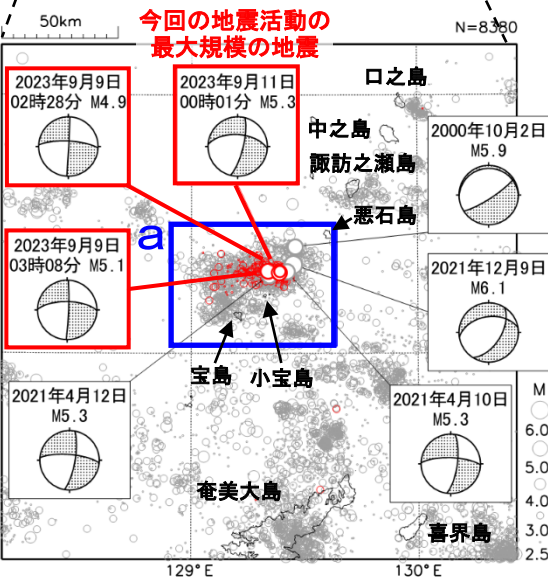 50km
今回の地震活動の
最大規模の地震
N=8380
2023年9月9日
02時28分 M4.9
2023年9月11日
00時01分 M5.3
口之島
中之島
諏訪之瀬島
悪石島
2000年10月2日
M5.9
a
2023年9月9日
03時08分 M5.1
2021年12月9日
M6.1
宝島
小宝島
2021年4月12日
M5.3
2021年4月10日
M5.3
M
6.0
5.0
4.0
3.0
2.5
奄美大島
喜界島
129°E
130°E